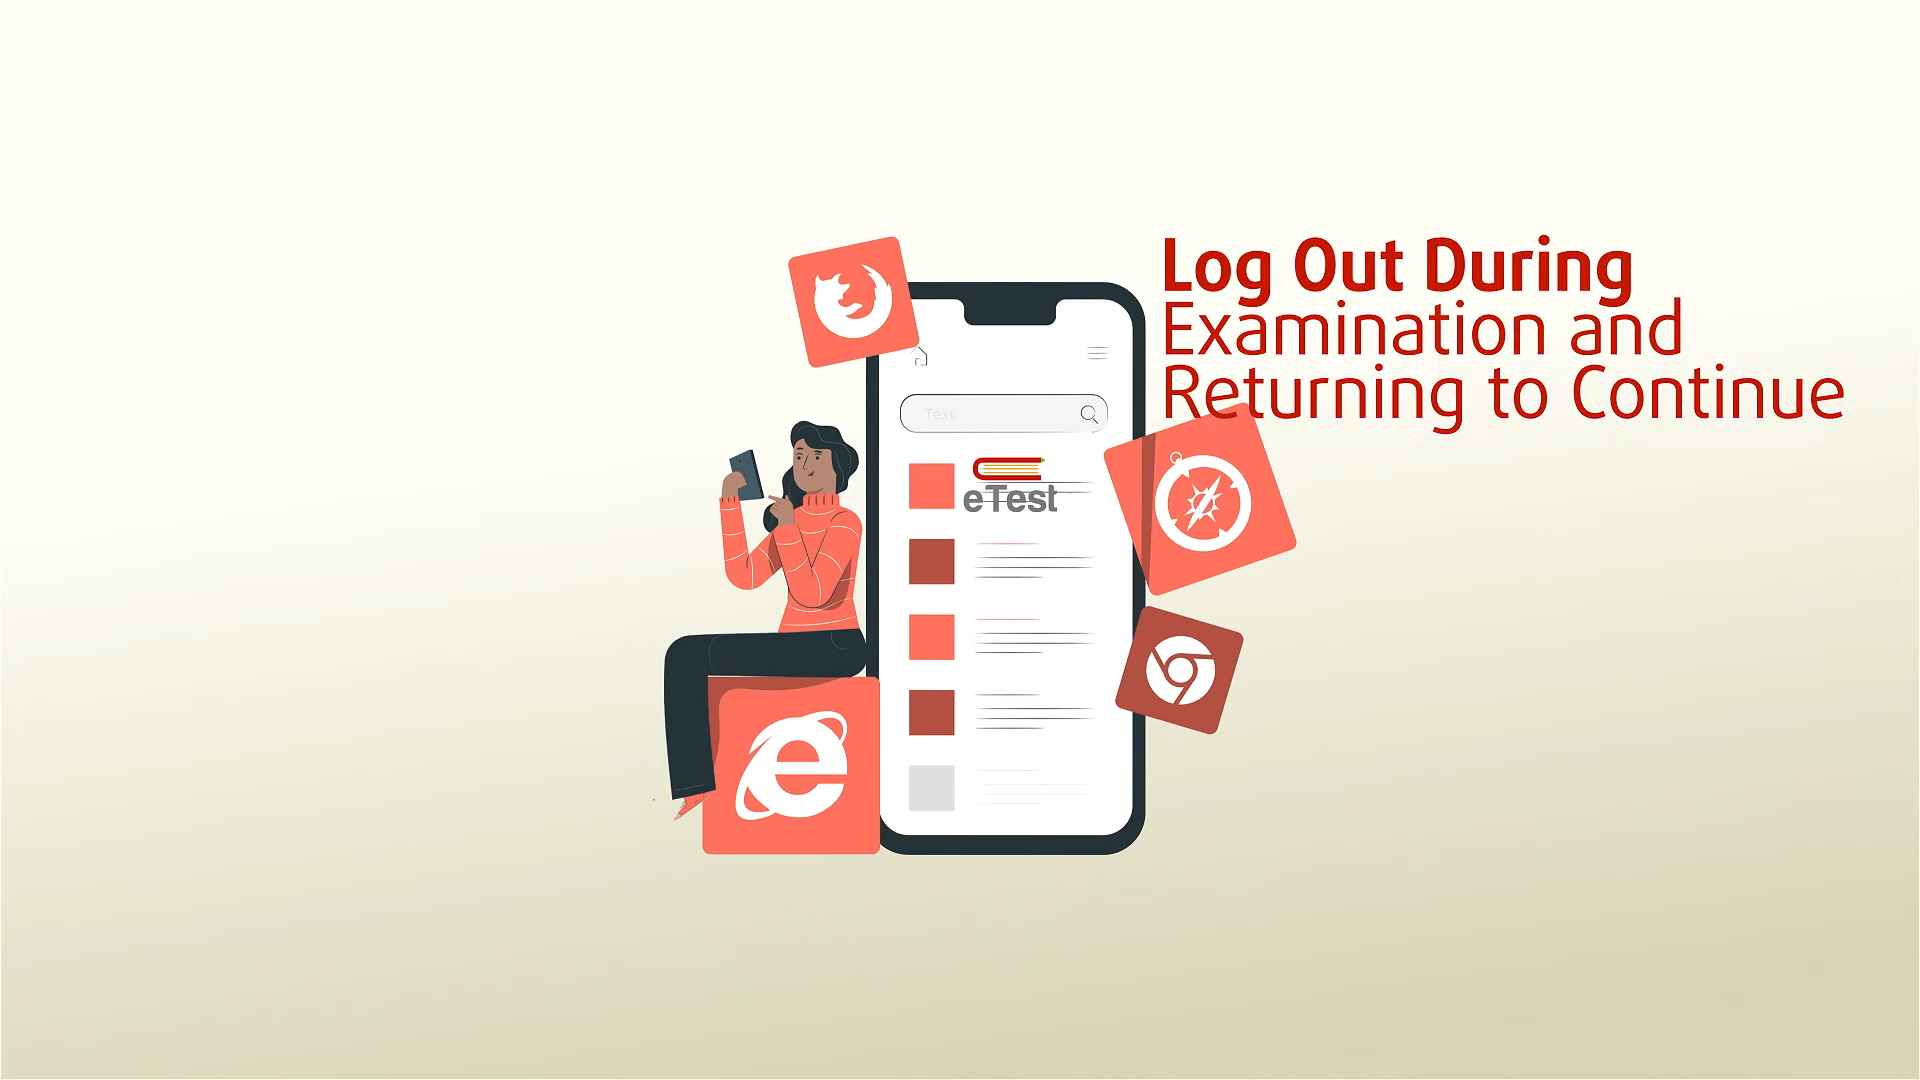 Log Out During
Examination and
Returning to Continue
Text
eTest